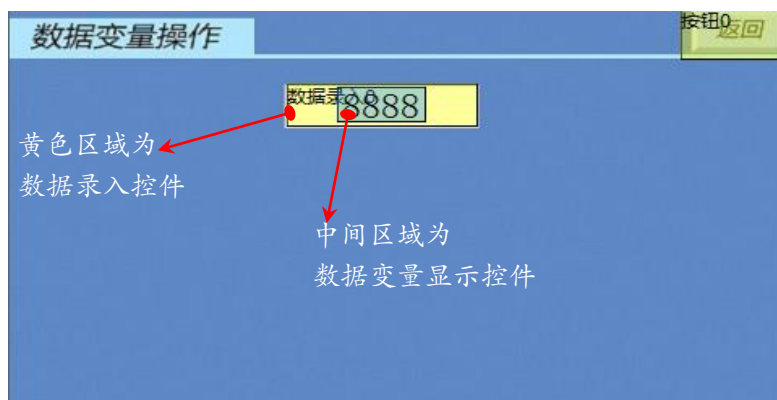 数据变量操作
按钮0
返回
数据录入0
8888
黄色区域为
数据录入控件
中间区域为
数据变量显示控件